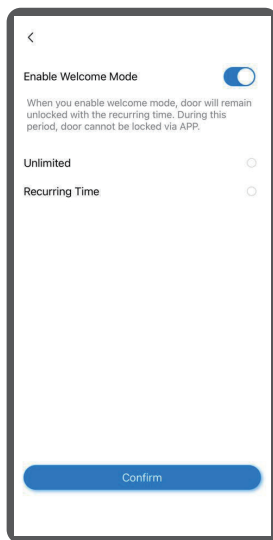 Enable Welcome Mode
When you enable welcome mode, door will remain
unlocked with the recurring time. During this
period, door cannot be locked via APP.
Unlimited
Recurring Time
Confirm